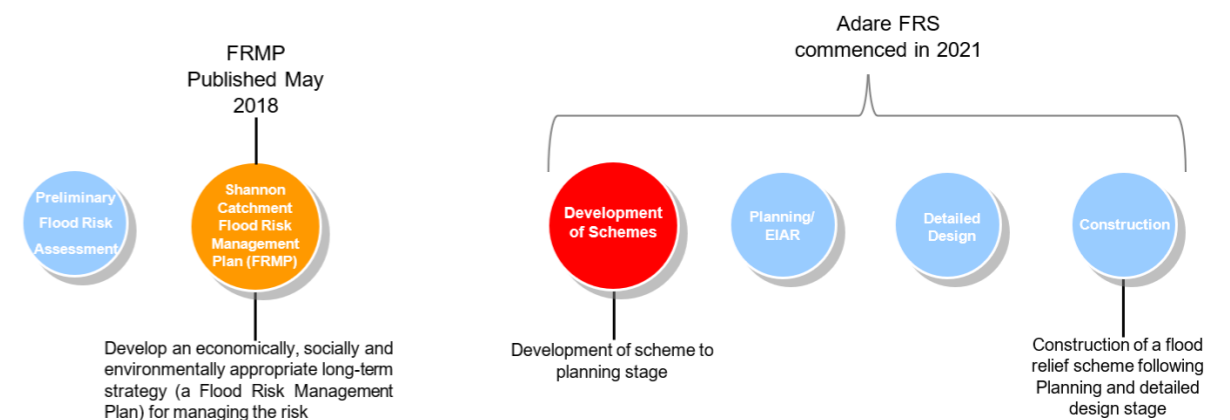 FRMP
Published May
2018
Adare FRS
commenced in 2021
Preliminary
Flood Risk
Assessment
Shannon
Catchment
Flood Risk
Management
Plan (FRMP)
Development
of Schemes
Planning/
EIAR
Detailed
Design
Construction
Develop an economically, socially and
environmentally appropriate long-term
strategy (a Flood Risk Management
Plan) for managing the risk
Development of scheme to
planning stage
Construction of a flood
relief scheme following
Planning and detailed
design stage